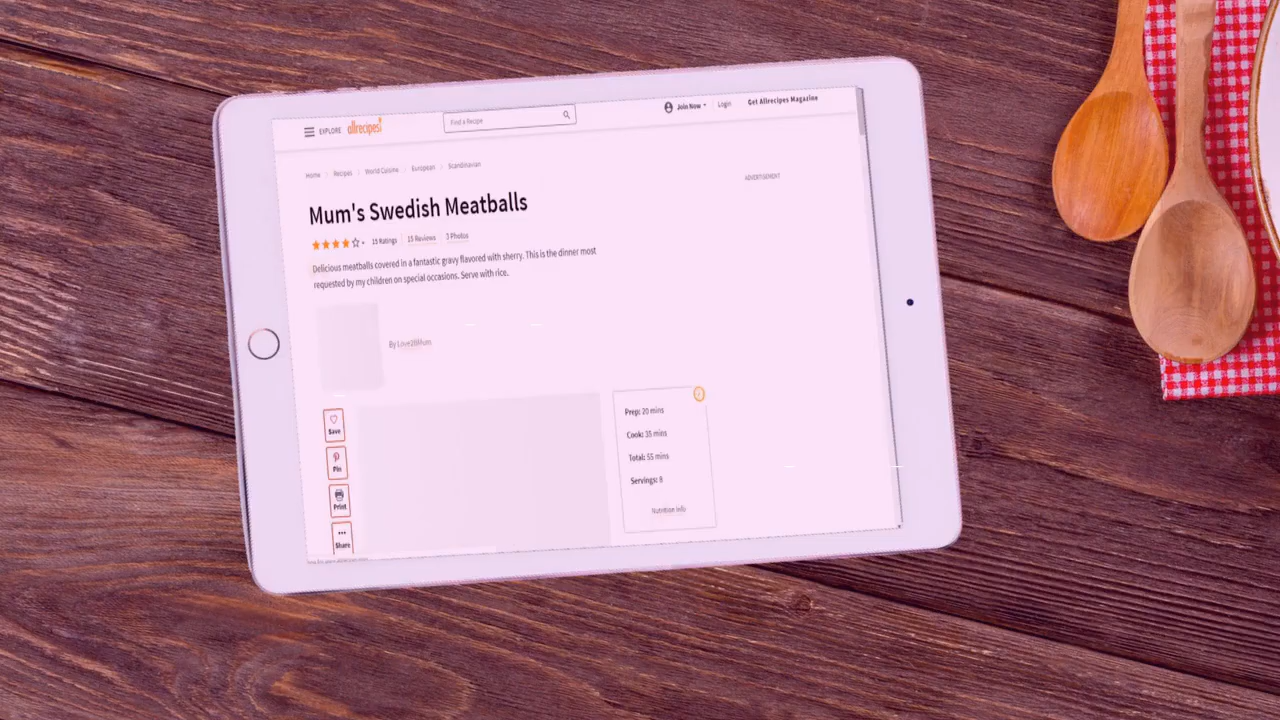 EXPLORE allrecipes Find a Recipe Join Now Login Get Allrecipes Magazine
Home / Recipes / World Cuisine / European / Scandinavian
ADVERTISEMENT
Mum's Swedish Meatballs
15 Reviews 3 Photos
Delicious meatballs covered in a fantastic gravy flavored with sherry. This is the dinner most
requested by my children on special occasions. Serve with rice.
By
Save
Pin
Print
Share
Prep: 20 mins
Cook: 35 mins
Total: 55 mins
Servings: 8
Nutrition Info